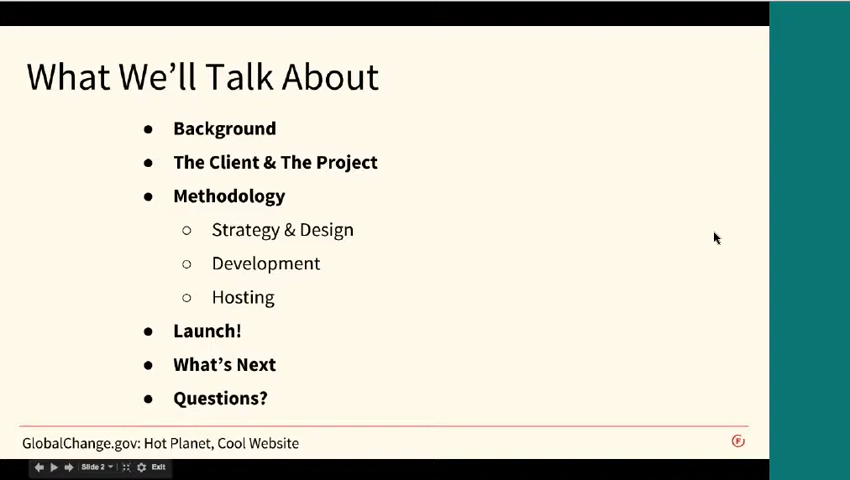 What We'll Talk About
● Background
● The Client & The Project
● Methodology
○ Strategy & Design
○ Development
○ Hosting
● Launch!
● What's Next
● Questions?
GlobalChange.gov: Hot Planet, Cool Website
F
Slide 2
Exit